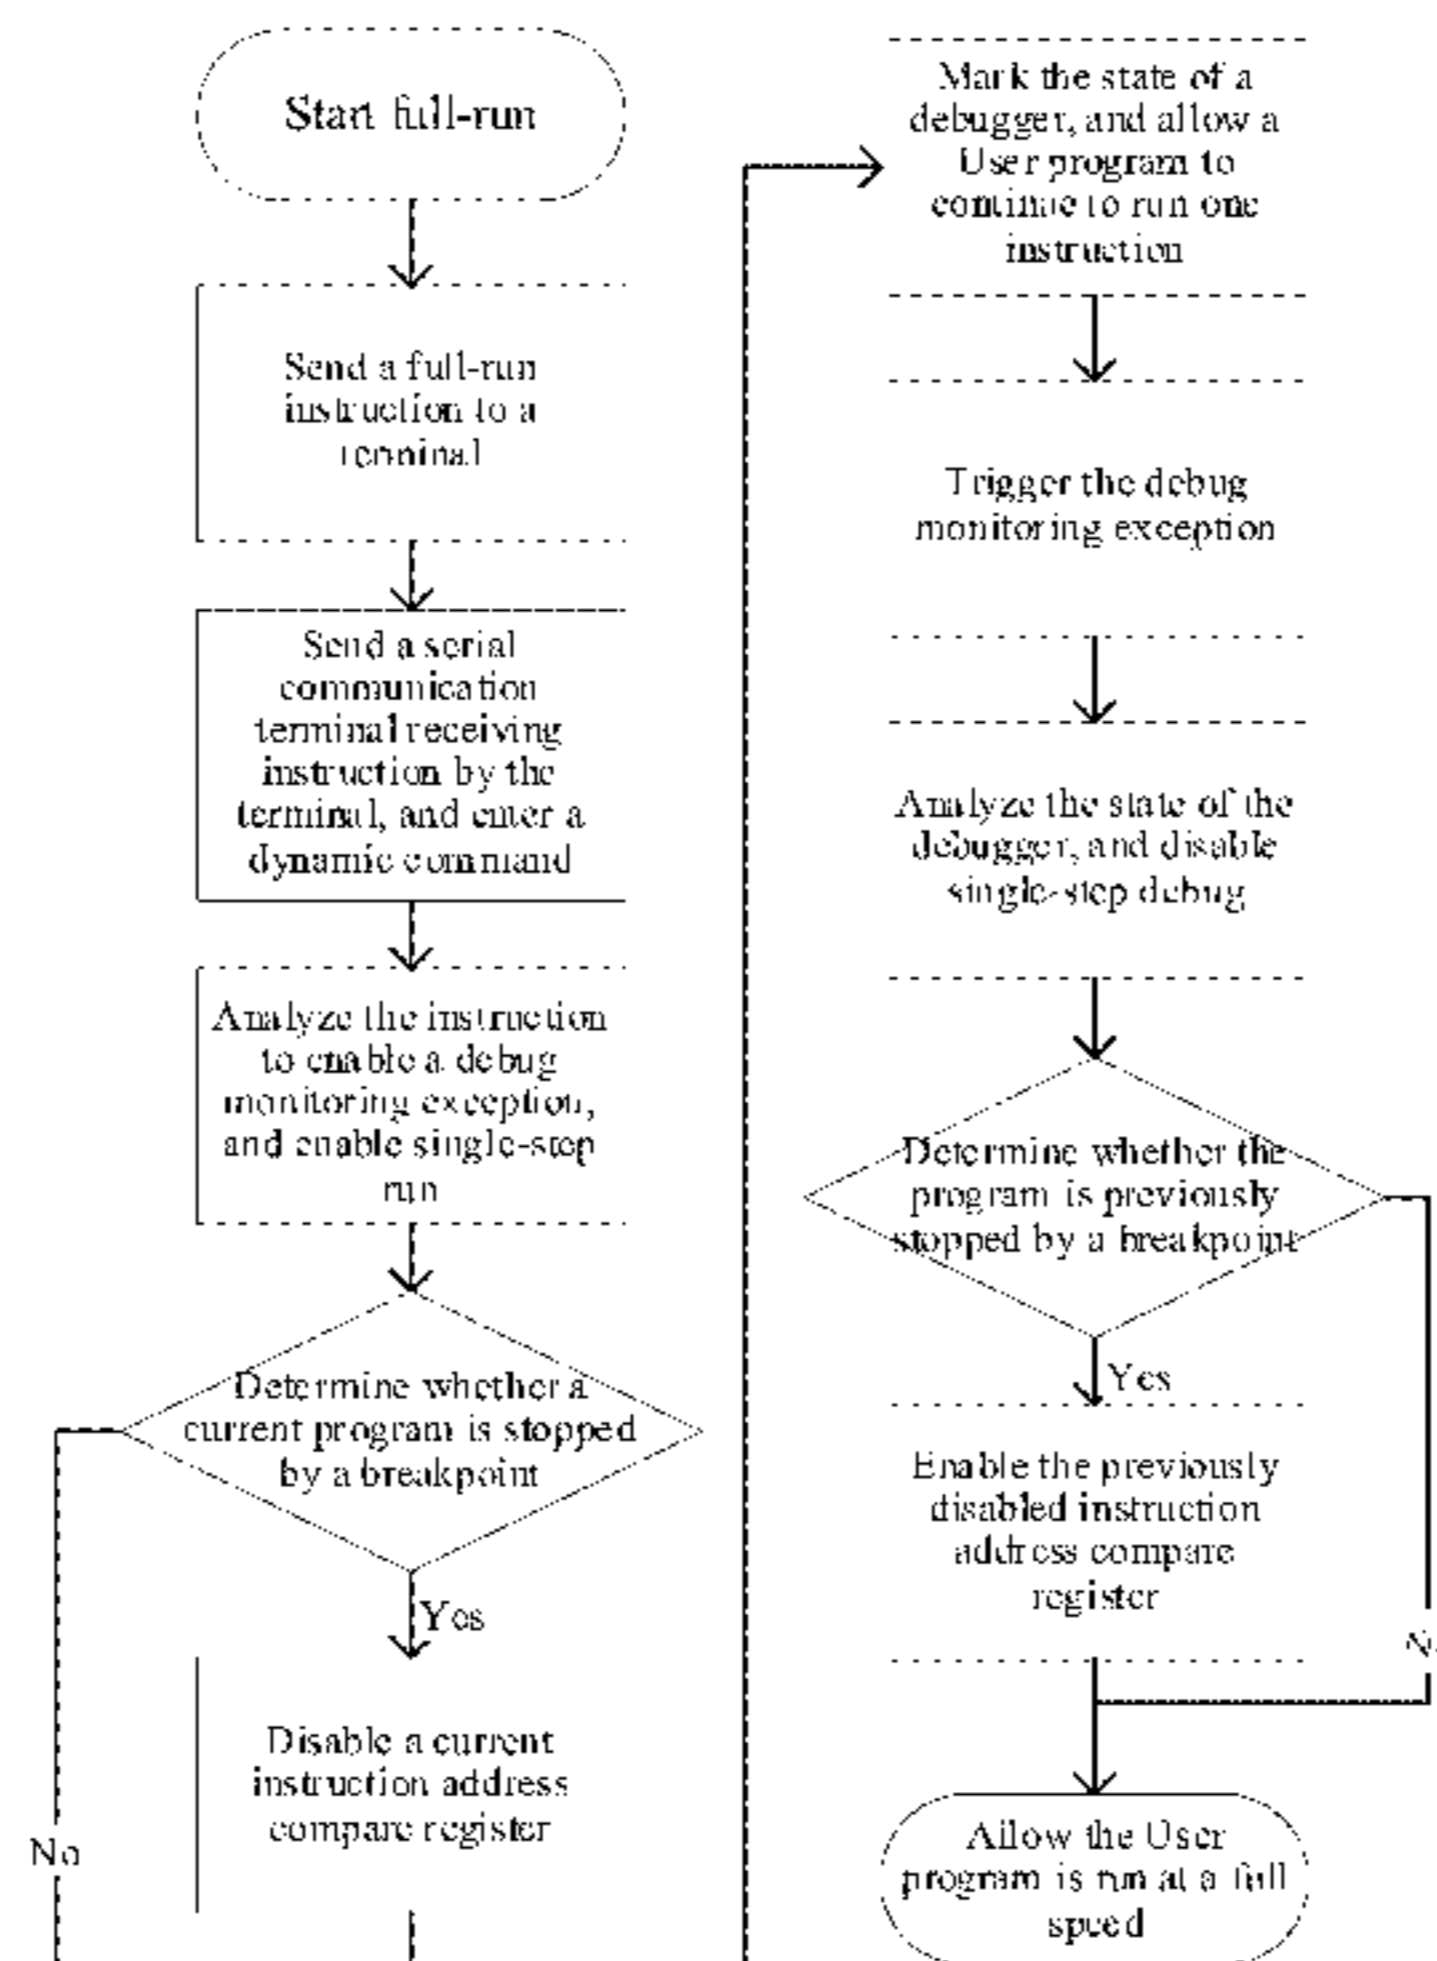 Start full-run
Send a full-run
instruction to a
terminal
Send a serial
communication
terminal receiving
instruction by the
terminal, and enter a
dynamic command
Analyze the instruction
to enable a debug
monitoring exception,
and enable single-step
run
Determine whether a
current program is stopped
by a breakpoint
Yes
Disable a current
instruction address
compare register
No
Mark the state of a
debugger, and allow a
User program to
continue to run one
instruction
Trigger the debug
monitoring exception
Analyze the state of the
debugger, and disable
single-step debug
Determine whether the
program is previously
stopped by a breakpoint
Yes
Enable the previously
disabled instruction
address compare
register
Allow the User
program is run at a full
speed